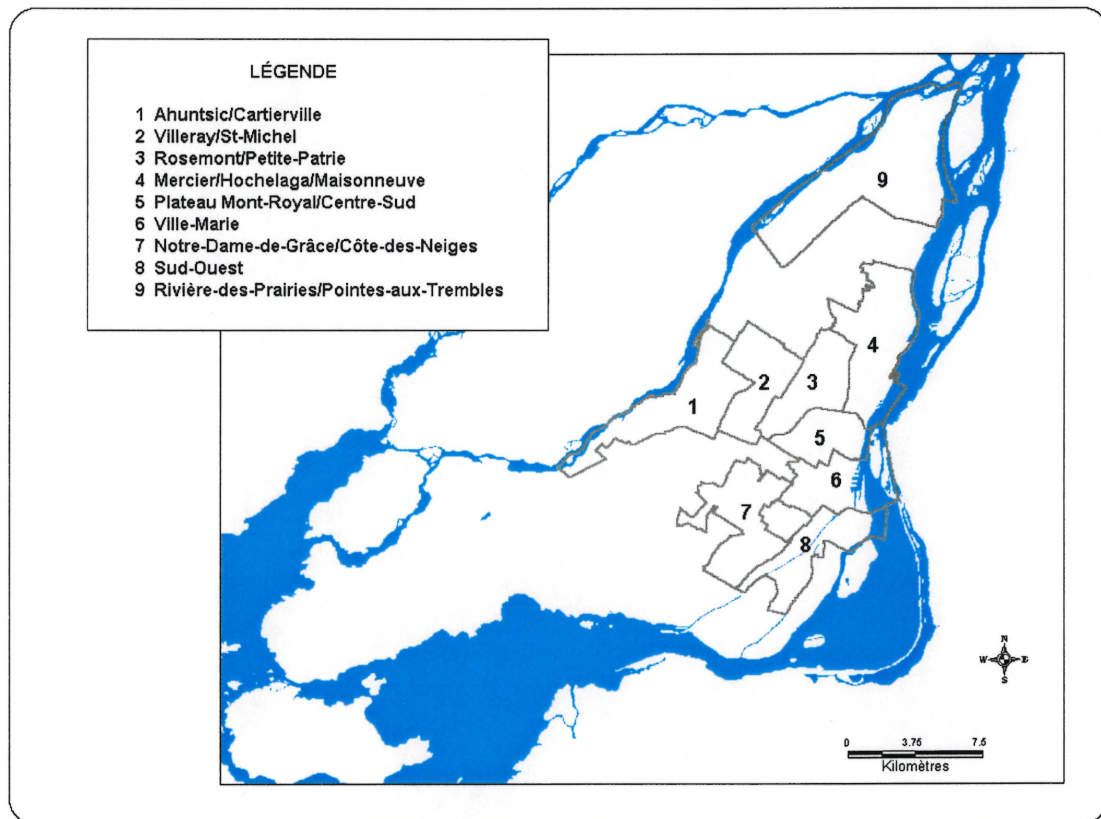 LÉGENDE
1 Ahuntsic/Cartierville
2 Villeray/St-Michel
3 Rosemont/Petite-Patrie
4 Mercier/Hochelaga/Maisonneuve
5 Plateau Mont-Royal/Centre-Sud
6 Ville-Marie
7 Notre-Dame-de-Grâce/Côte-des-Neiges
8 Sud-Ouest
9 Rivière-des-Prairies/Pointes-aux-Trembles
9
4
2
3
1
5
6
7
8
N
W E
S
0 3.75 7.5
Kilomètres